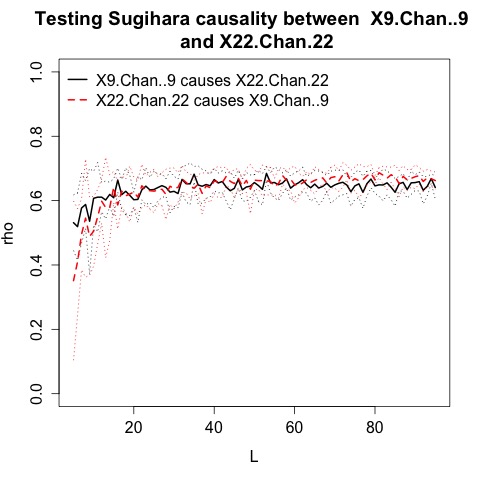 Testing Sugihara causality between  X9.Chan..9
and X22.Chan.22
X9.Chan..9 causes X22.Chan.22
X22.Chan.22 causes X9.Chan..9
1.0
0.8
0.6
0.4
0.2
0.0
rho
20 40 60 80
L